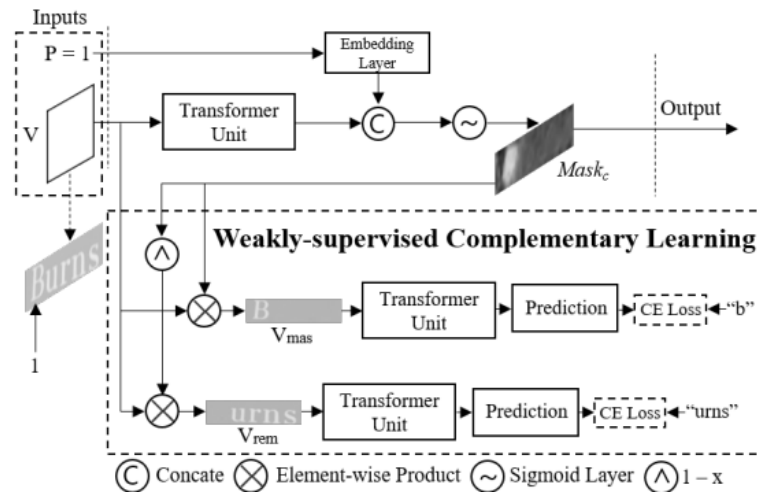 Inputs
P = 1
Embedding
Layer
V
Transformer
Unit
C
~
Output
Mask_c
Weakly-supervised Complementary Learning
Burns
1
B
V_mas
Transformer
Unit
Prediction
CE Loss
“b”
urns
V_rem
Transformer
Unit
Prediction
CE Loss
“urns”
C Concate ⊗ Element-wise Product ~ Sigmoid Layer ∧ 1 – x